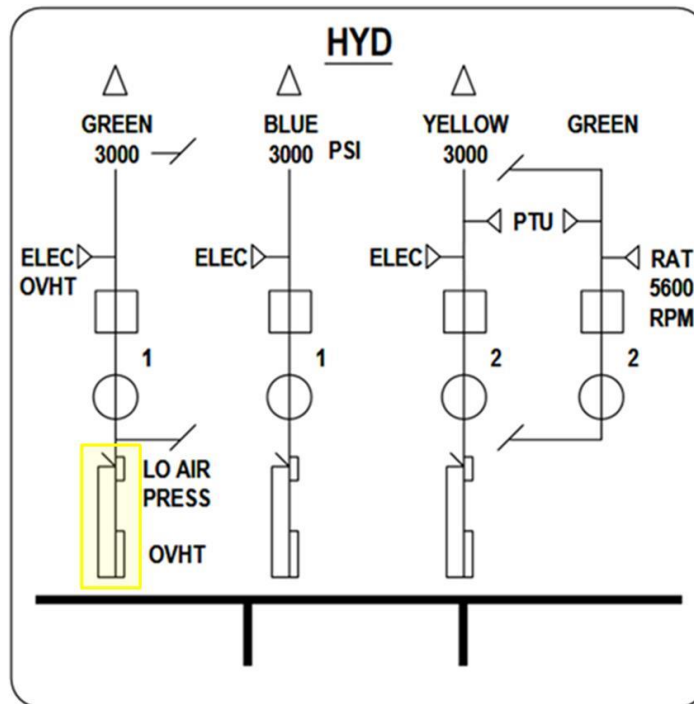 HYD
GREEN BLUE YELLOW GREEN
3000 3000 PSI 3000
PTU
ELEC ELEC ELEC RAT
OVHT 5600
RPM
1 1 2 2
LO AIR
PRESS
OVHT